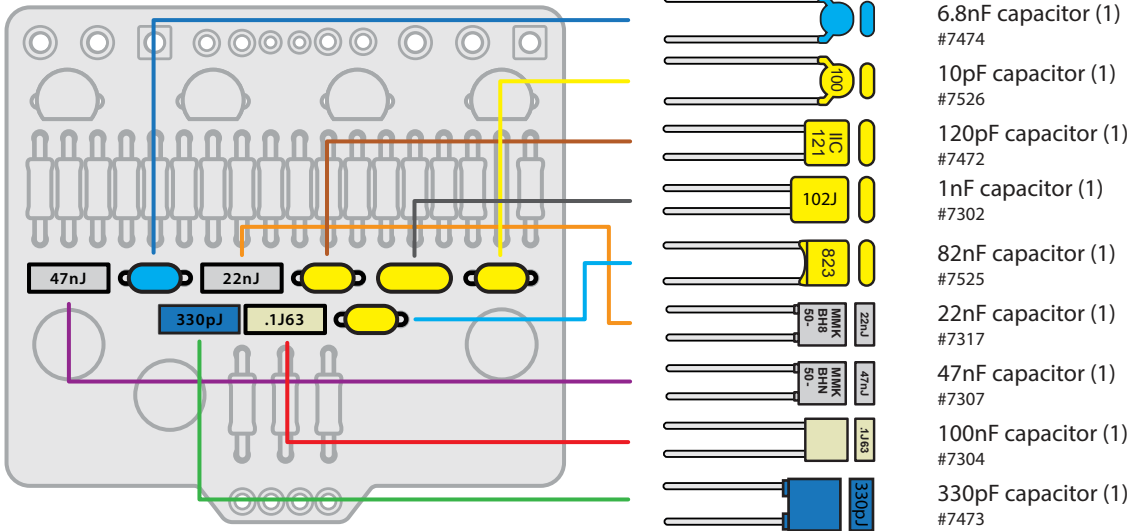 6.8nF capacitor (1)
#7474
100
10pF capacitor (1)
#7526
IIC
121
120pF capacitor (1)
#7472
102J
1nF capacitor (1)
#7302
823
82nF capacitor (1)
#7525
MMK
BH8
50-
22nJ
22nF capacitor (1)
#7317
MMK
BHN
50-
47nJ
47nF capacitor (1)
#7307
.1J63
100nF capacitor (1)
#7304
330pJ
330pF capacitor (1)
#7473
47nJ
22nJ
330pJ
.1J63